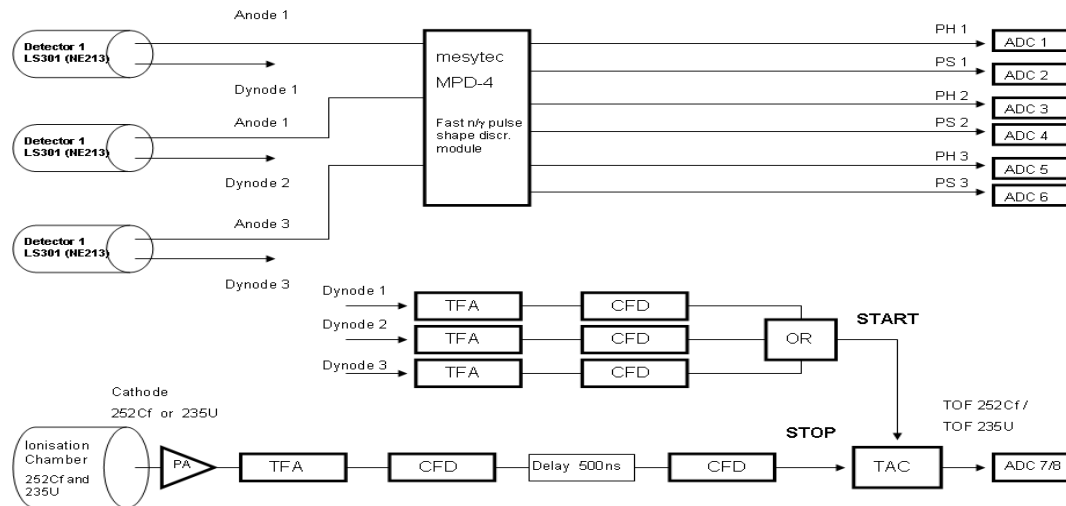 Anode 1
Detector 1
LS301 (NE213)
Dynode 1
Anode 1
Detector 1
LS301 (NE213)
Dynode 2
Anode 3
Detector 1
LS301 (NE213)
Dynode 3
mesytec
MPD-4
Fast n/γ pulse
shape discr.
module
PH 1
ADC 1
PS 1
ADC 2
PH 2
ADC 3
PS 2
ADC 4
PH 3
ADC 5
PS 3
ADC 6
Dynode 1
TFA
CFD
Dynode 2
TFA
CFD
Dynode 3
TFA
CFD
OR
START
Cathode
252Cf or 235U
Ionisation
Chamber
252Cf and
235U
PA
TFA
CFD
Delay 500ns
CFD
STOP
TAC
TOF 252Cf /
TOF 235U
ADC 7/8